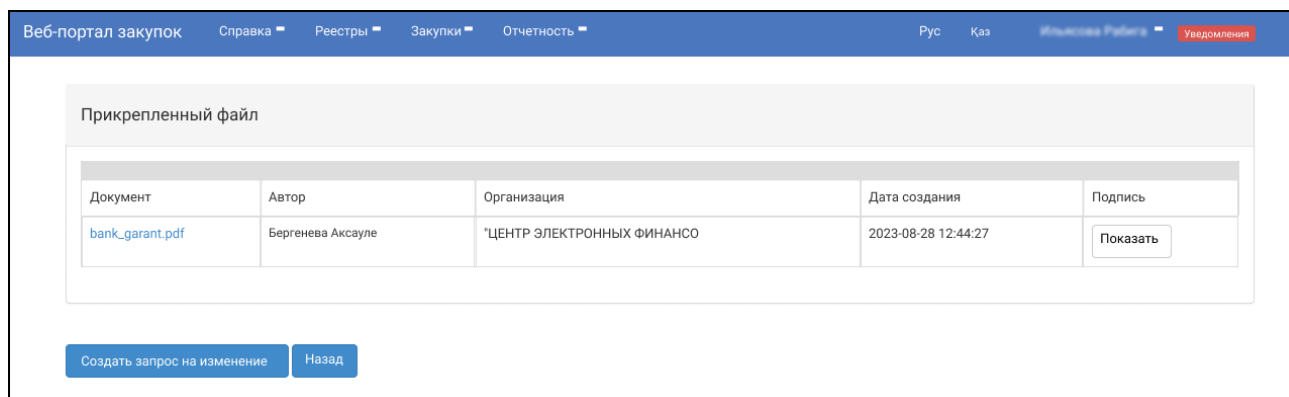 Веб-портал закупок Справка Реестры Закупки Отчетность Рус Қаз Уведомления
Прикрепленный файл
Документ Автор Организация Дата создания Подпись
bank_garant.pdf Бергенева Аксауле "ЦЕНТР ЭЛЕКТРОННЫХ ФИНАНСО 2023-08-28 12:44:27 Показать
Создать запрос на изменение Назад